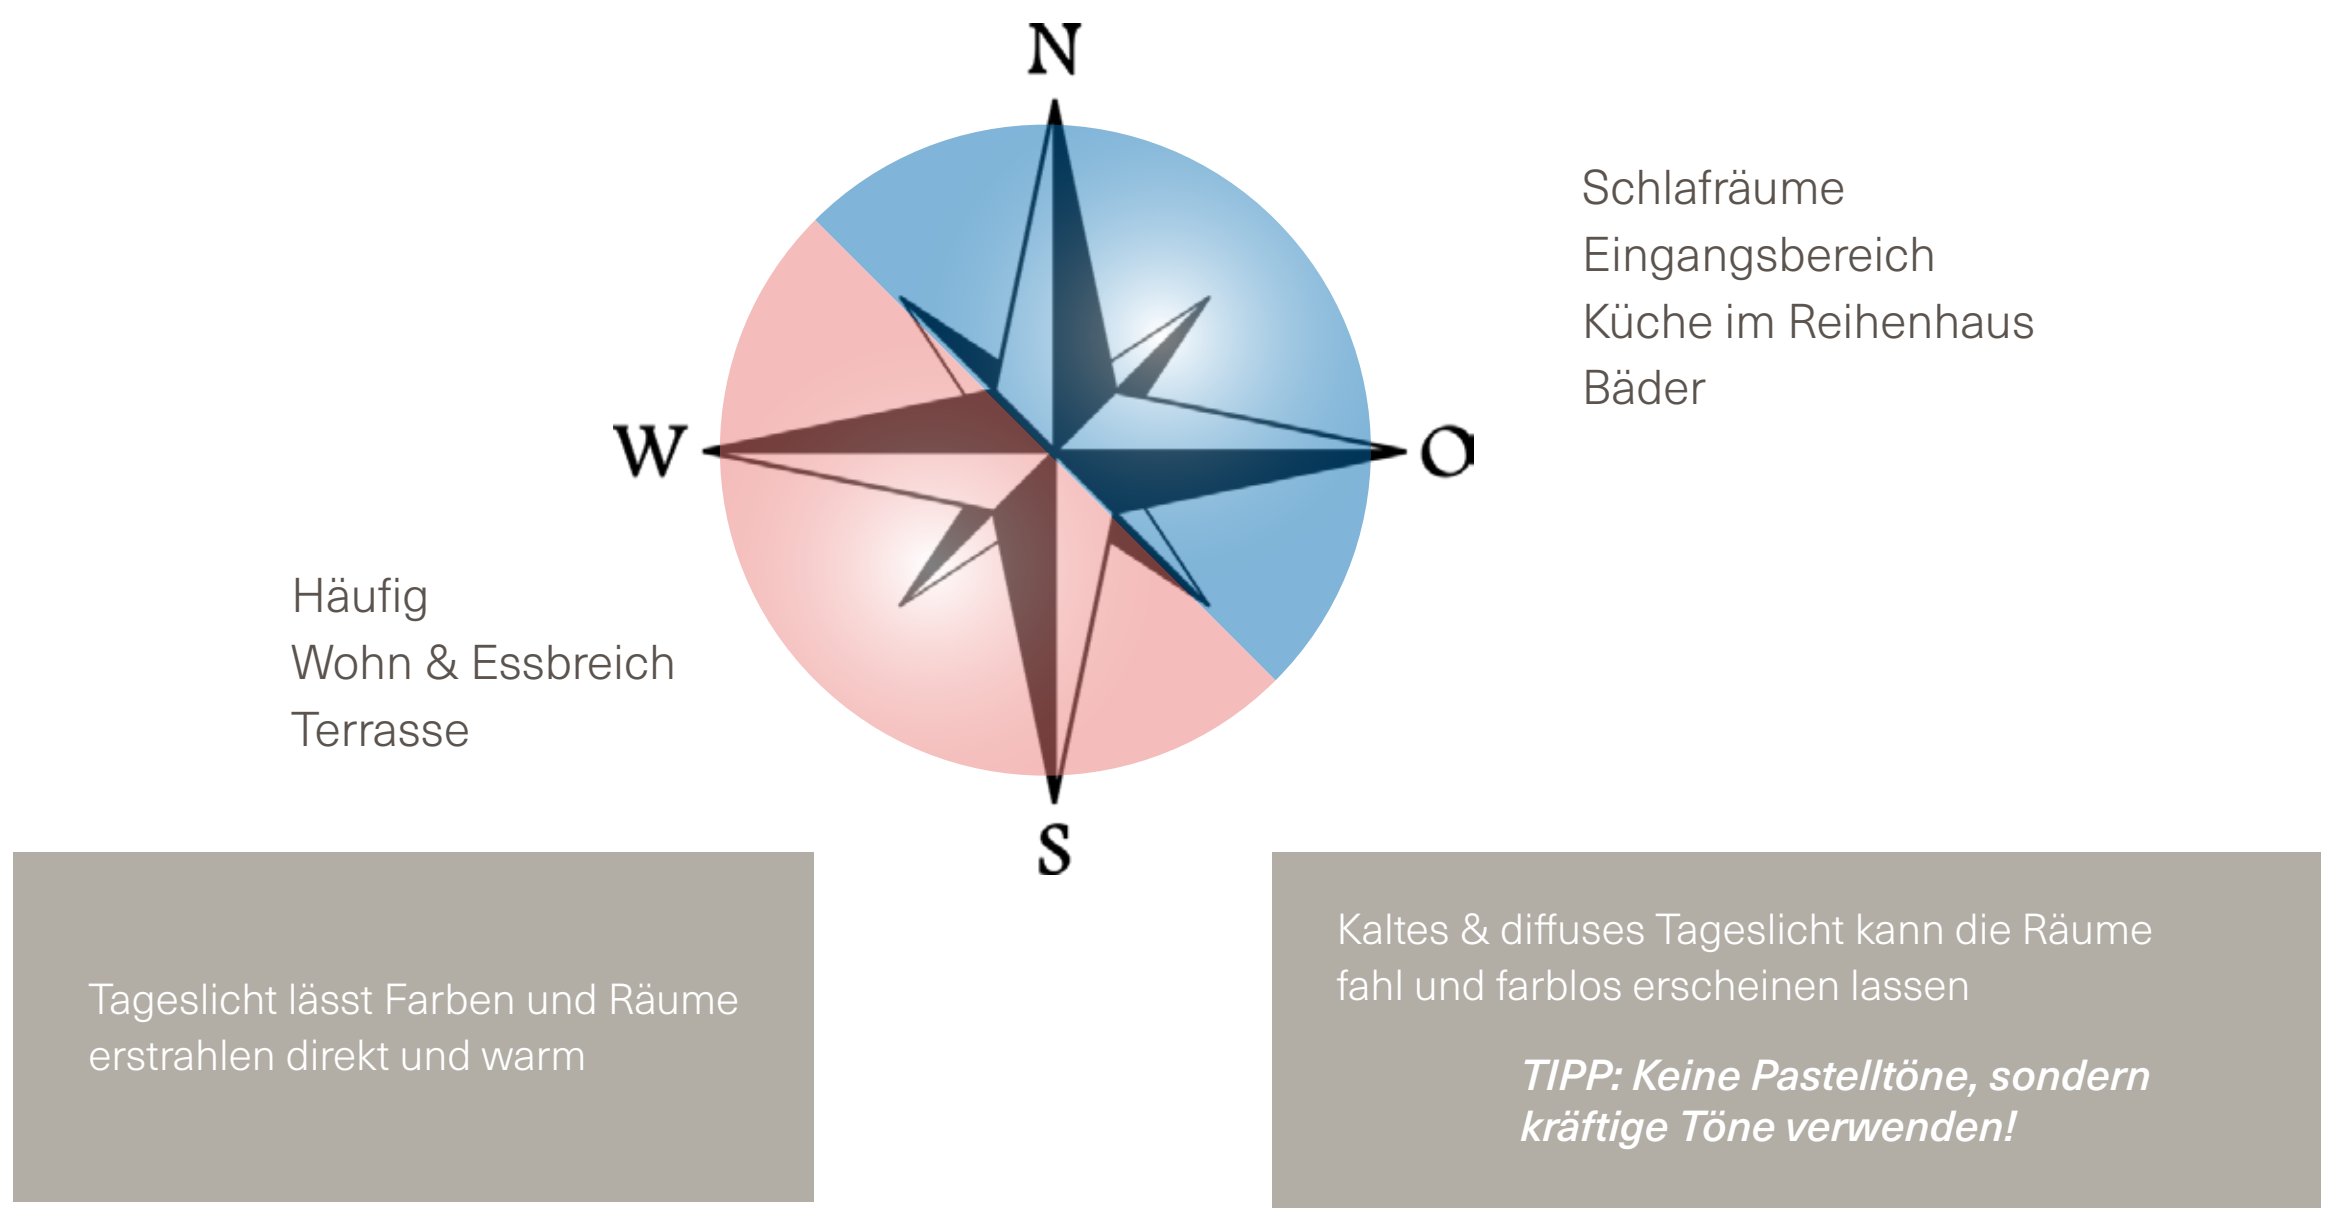 N
Schlafräume
Eingangsbereich
Küche im Reihenhaus
Bäder
W
O
Häufig
Wohn & Essbreich
Terrasse
S
Tageslicht lässt Farben und Räume
erstrahlen direkt und warm
Kaltes & diffuses Tageslicht kann die Räume
fahl und farblos erscheinen lassen
TIPP: Keine Pastelltöne, sondern
kräftige Töne verwenden!